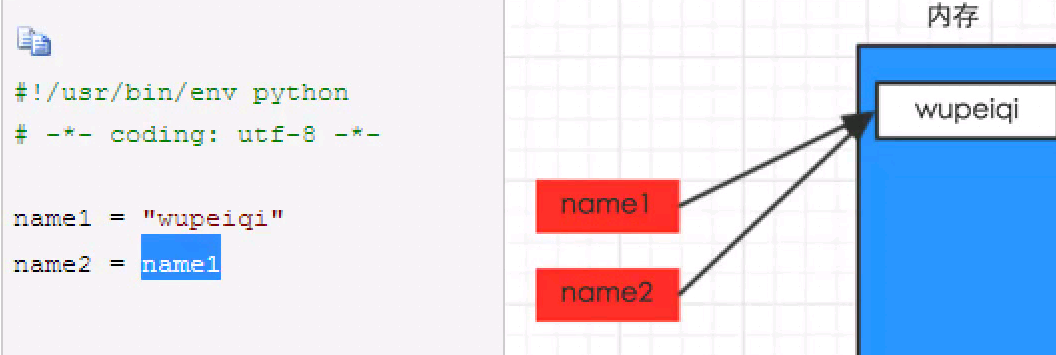 #!/usr/bin/env python
# -*- coding: utf-8 -*-
name1 = "wupeiqi"
name2 = name1
内存
wupeiqi
name1
name2